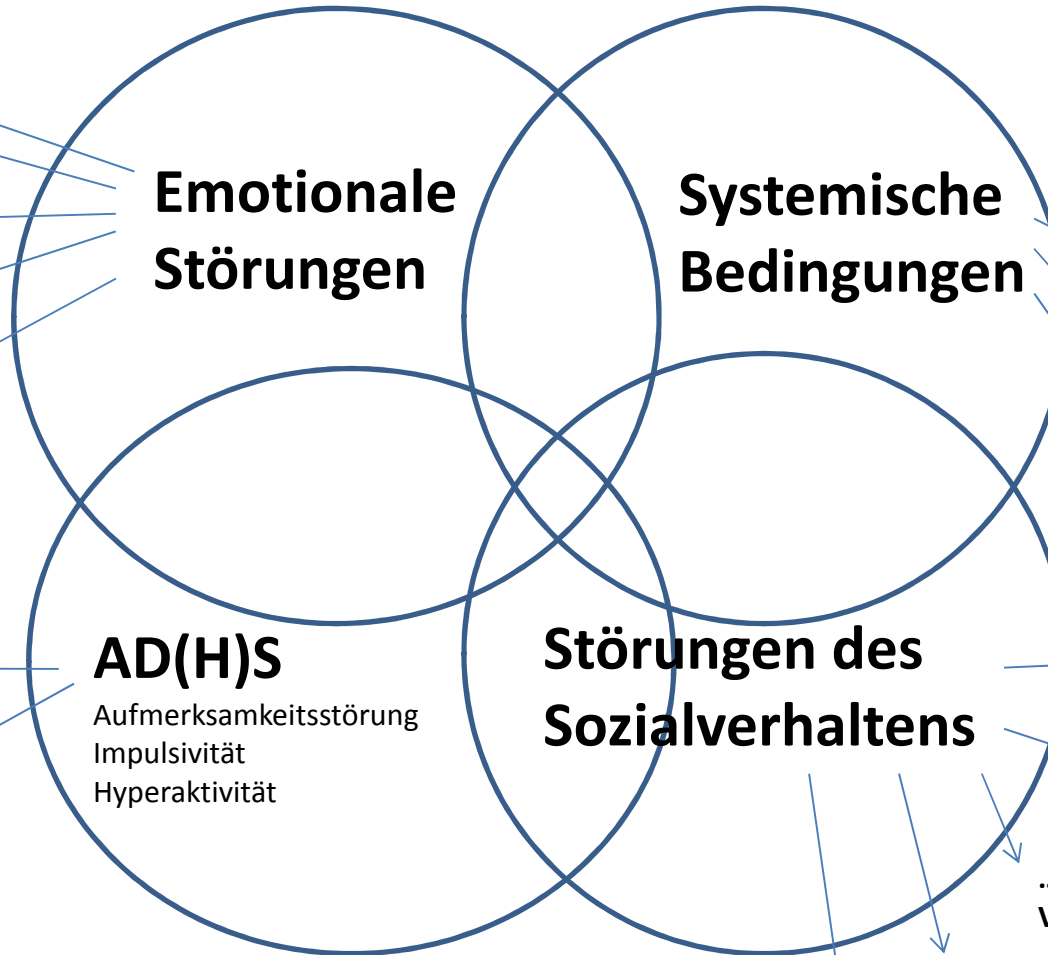 Emotionale
Störungen
Systemische
Bedingungen
AD(H)S
Aufmerksamkeitsstörung
Impulsivität
Hyperaktivität
Störungen des
Sozialverhaltens